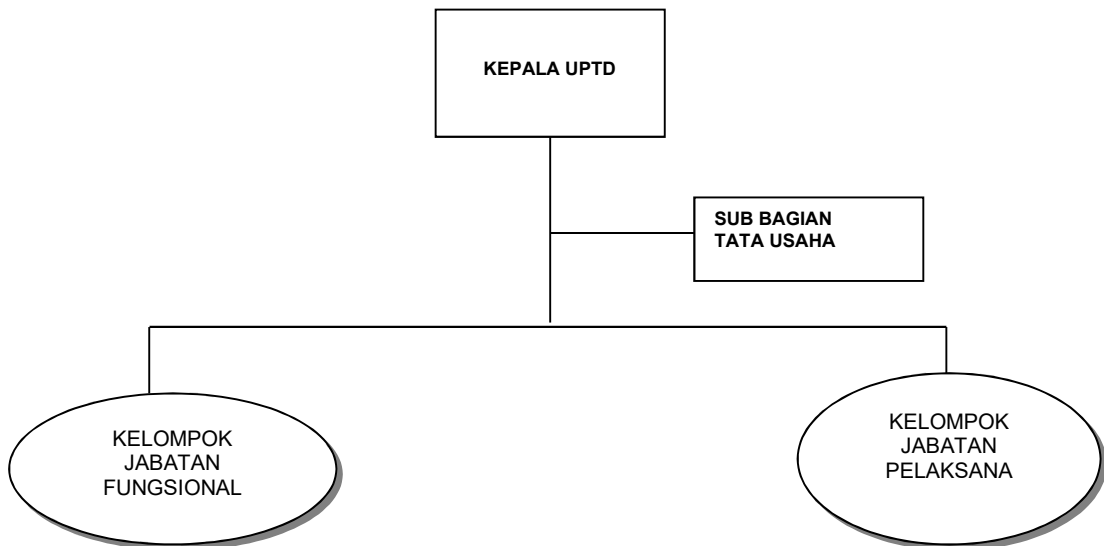 KEPALA UPTD
SUB BAGIAN
TATA USAHA
KELOMPOK
JABATAN
FUNGSIONAL
KELOMPOK
JABATAN
PELAKSANA